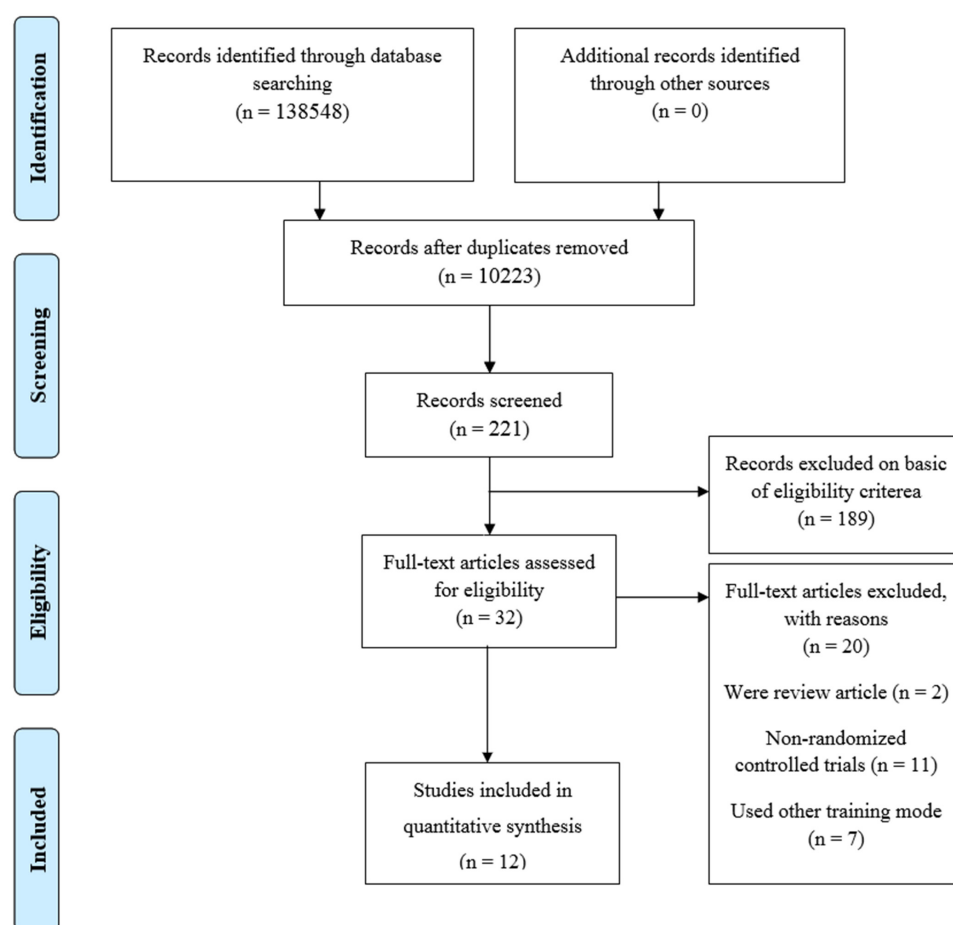 Identification
Records identified through database
searching
(n = 138548)
Additional records identified
through other sources
(n = 0)
Records after duplicates removed
(n = 10223)
Screening
Records screened
(n = 221)
Records excluded on basic
of eligibility criterea
(n = 189)
Eligibility
Full-text articles assessed
for eligibility
(n = 32)
Full-text articles excluded,
with reasons
(n = 20)
Were review article (n = 2)
Non-randomized
controlled trials (n = 11)
Used other training mode
(n = 7)
Included
Studies included in
quantitative synthesis
(n = 12)